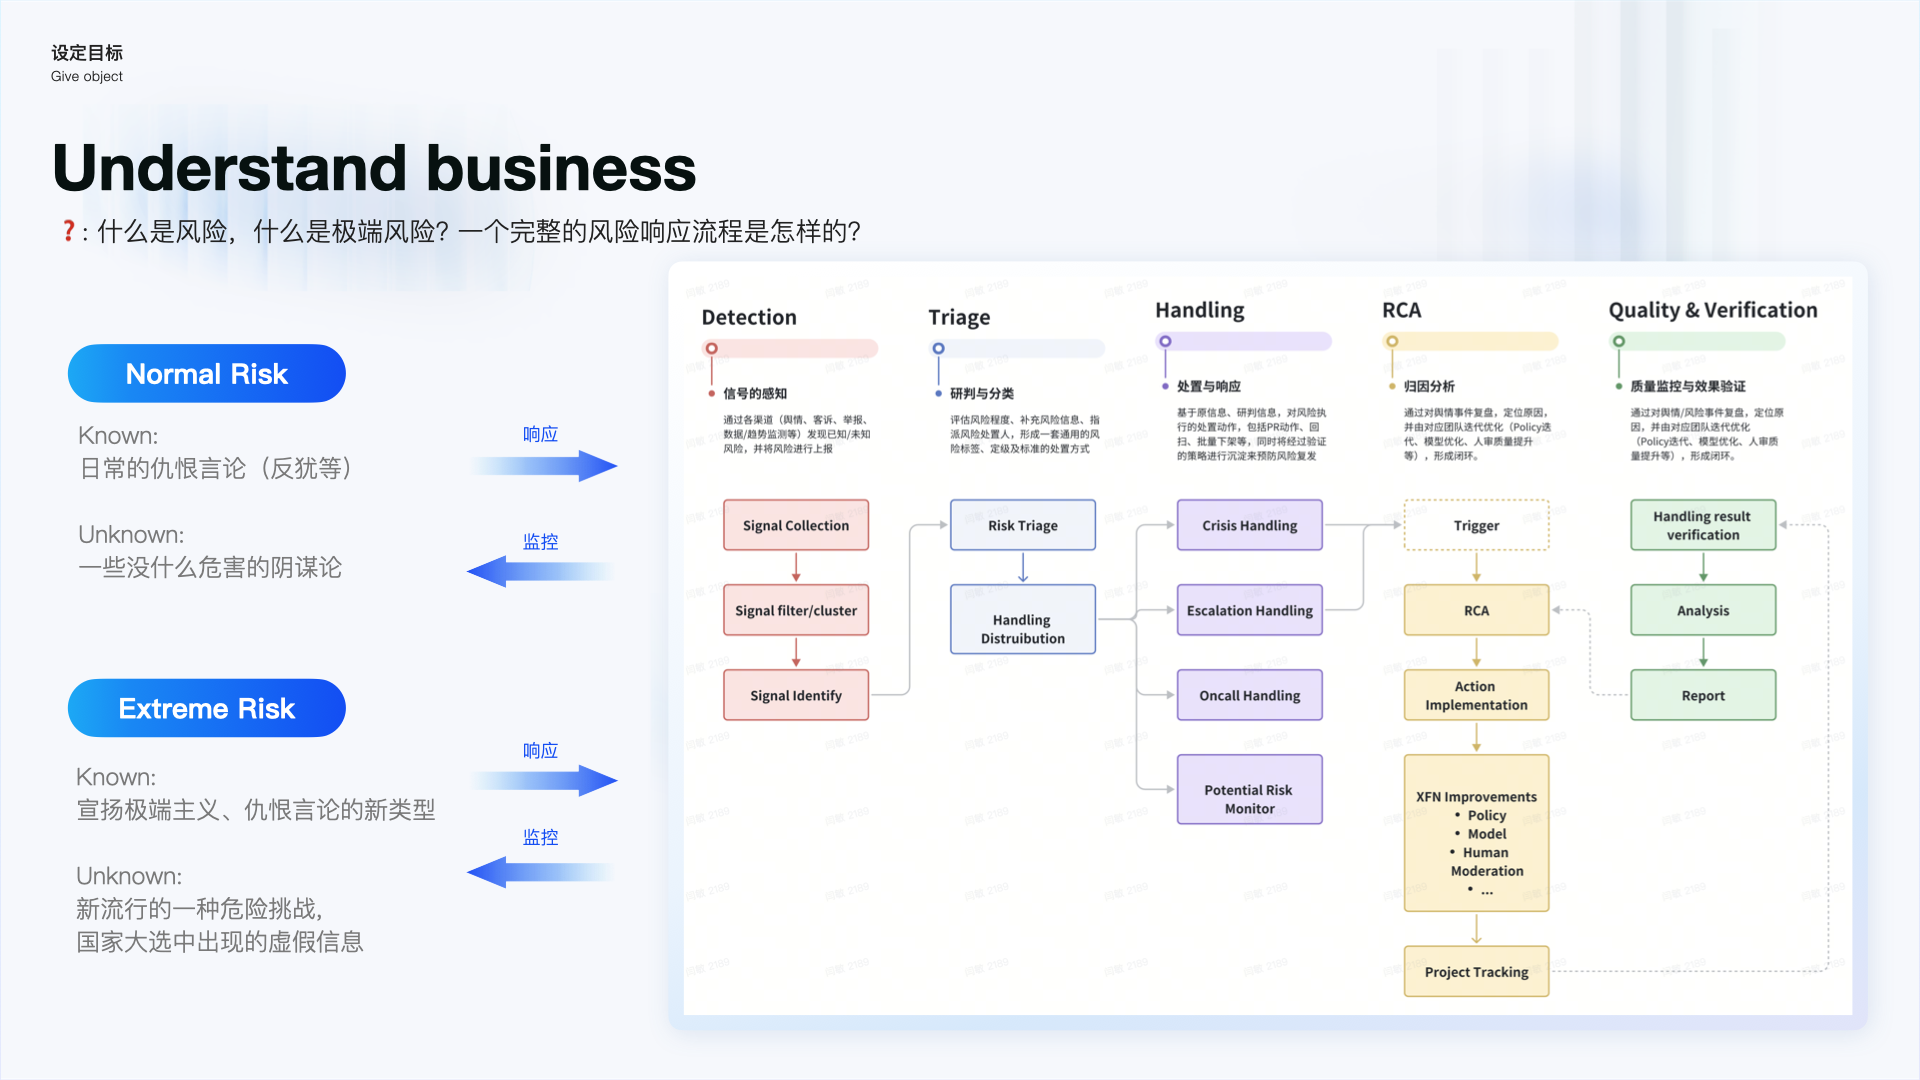 设定目标
Give object
Understand business
❓: 什么是风险，什么是极端风险？一个完整的风险响应流程是怎样的？
Normal Risk
Known:
日常的仇恨言论（反犹等）
Unknown:
一些没什么危害的阴谋论
响应
监控
Extreme Risk
Known:
宣扬极端主义、仇恨言论的新类型
Unknown:
新流行的一种危险挑战,
国家大选中出现的虚假信息
响应
监控
Detection
信号的感知
通过各渠道（舆情、客诉、举报、
数据/趋势监测等）发现已知/未知
风险，并将风险进行上报
Signal Collection
Signal filter/cluster
Signal Identify
Triage
研判与分类
评估风险程度、补充风险信息、指
派风险处置人，形成一套通用的风
险标签、定级及标准的处置方式
Risk Triage
Handling
Distruibution
Handling
处置与响应
基于原信息、研判信息，对风险执
行的处置动作，包括PR动作、回
扫、批量下架等，同时将经过验证
的策略进行沉淀来预防风险复发
Crisis Handling
Escalation Handling
Oncall Handling
Potential Risk
Monitor
RCA
归因分析
通过对舆情事件复盘，定位原因，
并由对应团队迭代优化（Policy迭
代、模型优化、人审质量提升
等），形成闭环。
Trigger
RCA
Action
Implementation
XFN Improvements
• Policy
• Model
• Human
Moderation
• ...
Project Tracking
Quality & Verification
质量监控与效果验证
通过对舆情/风险事件复盘，定位原
因，并由对应团队迭代优化
（Policy迭代、模型优化、人审质
量提升等），形成闭环。
Handling result
verification
Analysis
Report